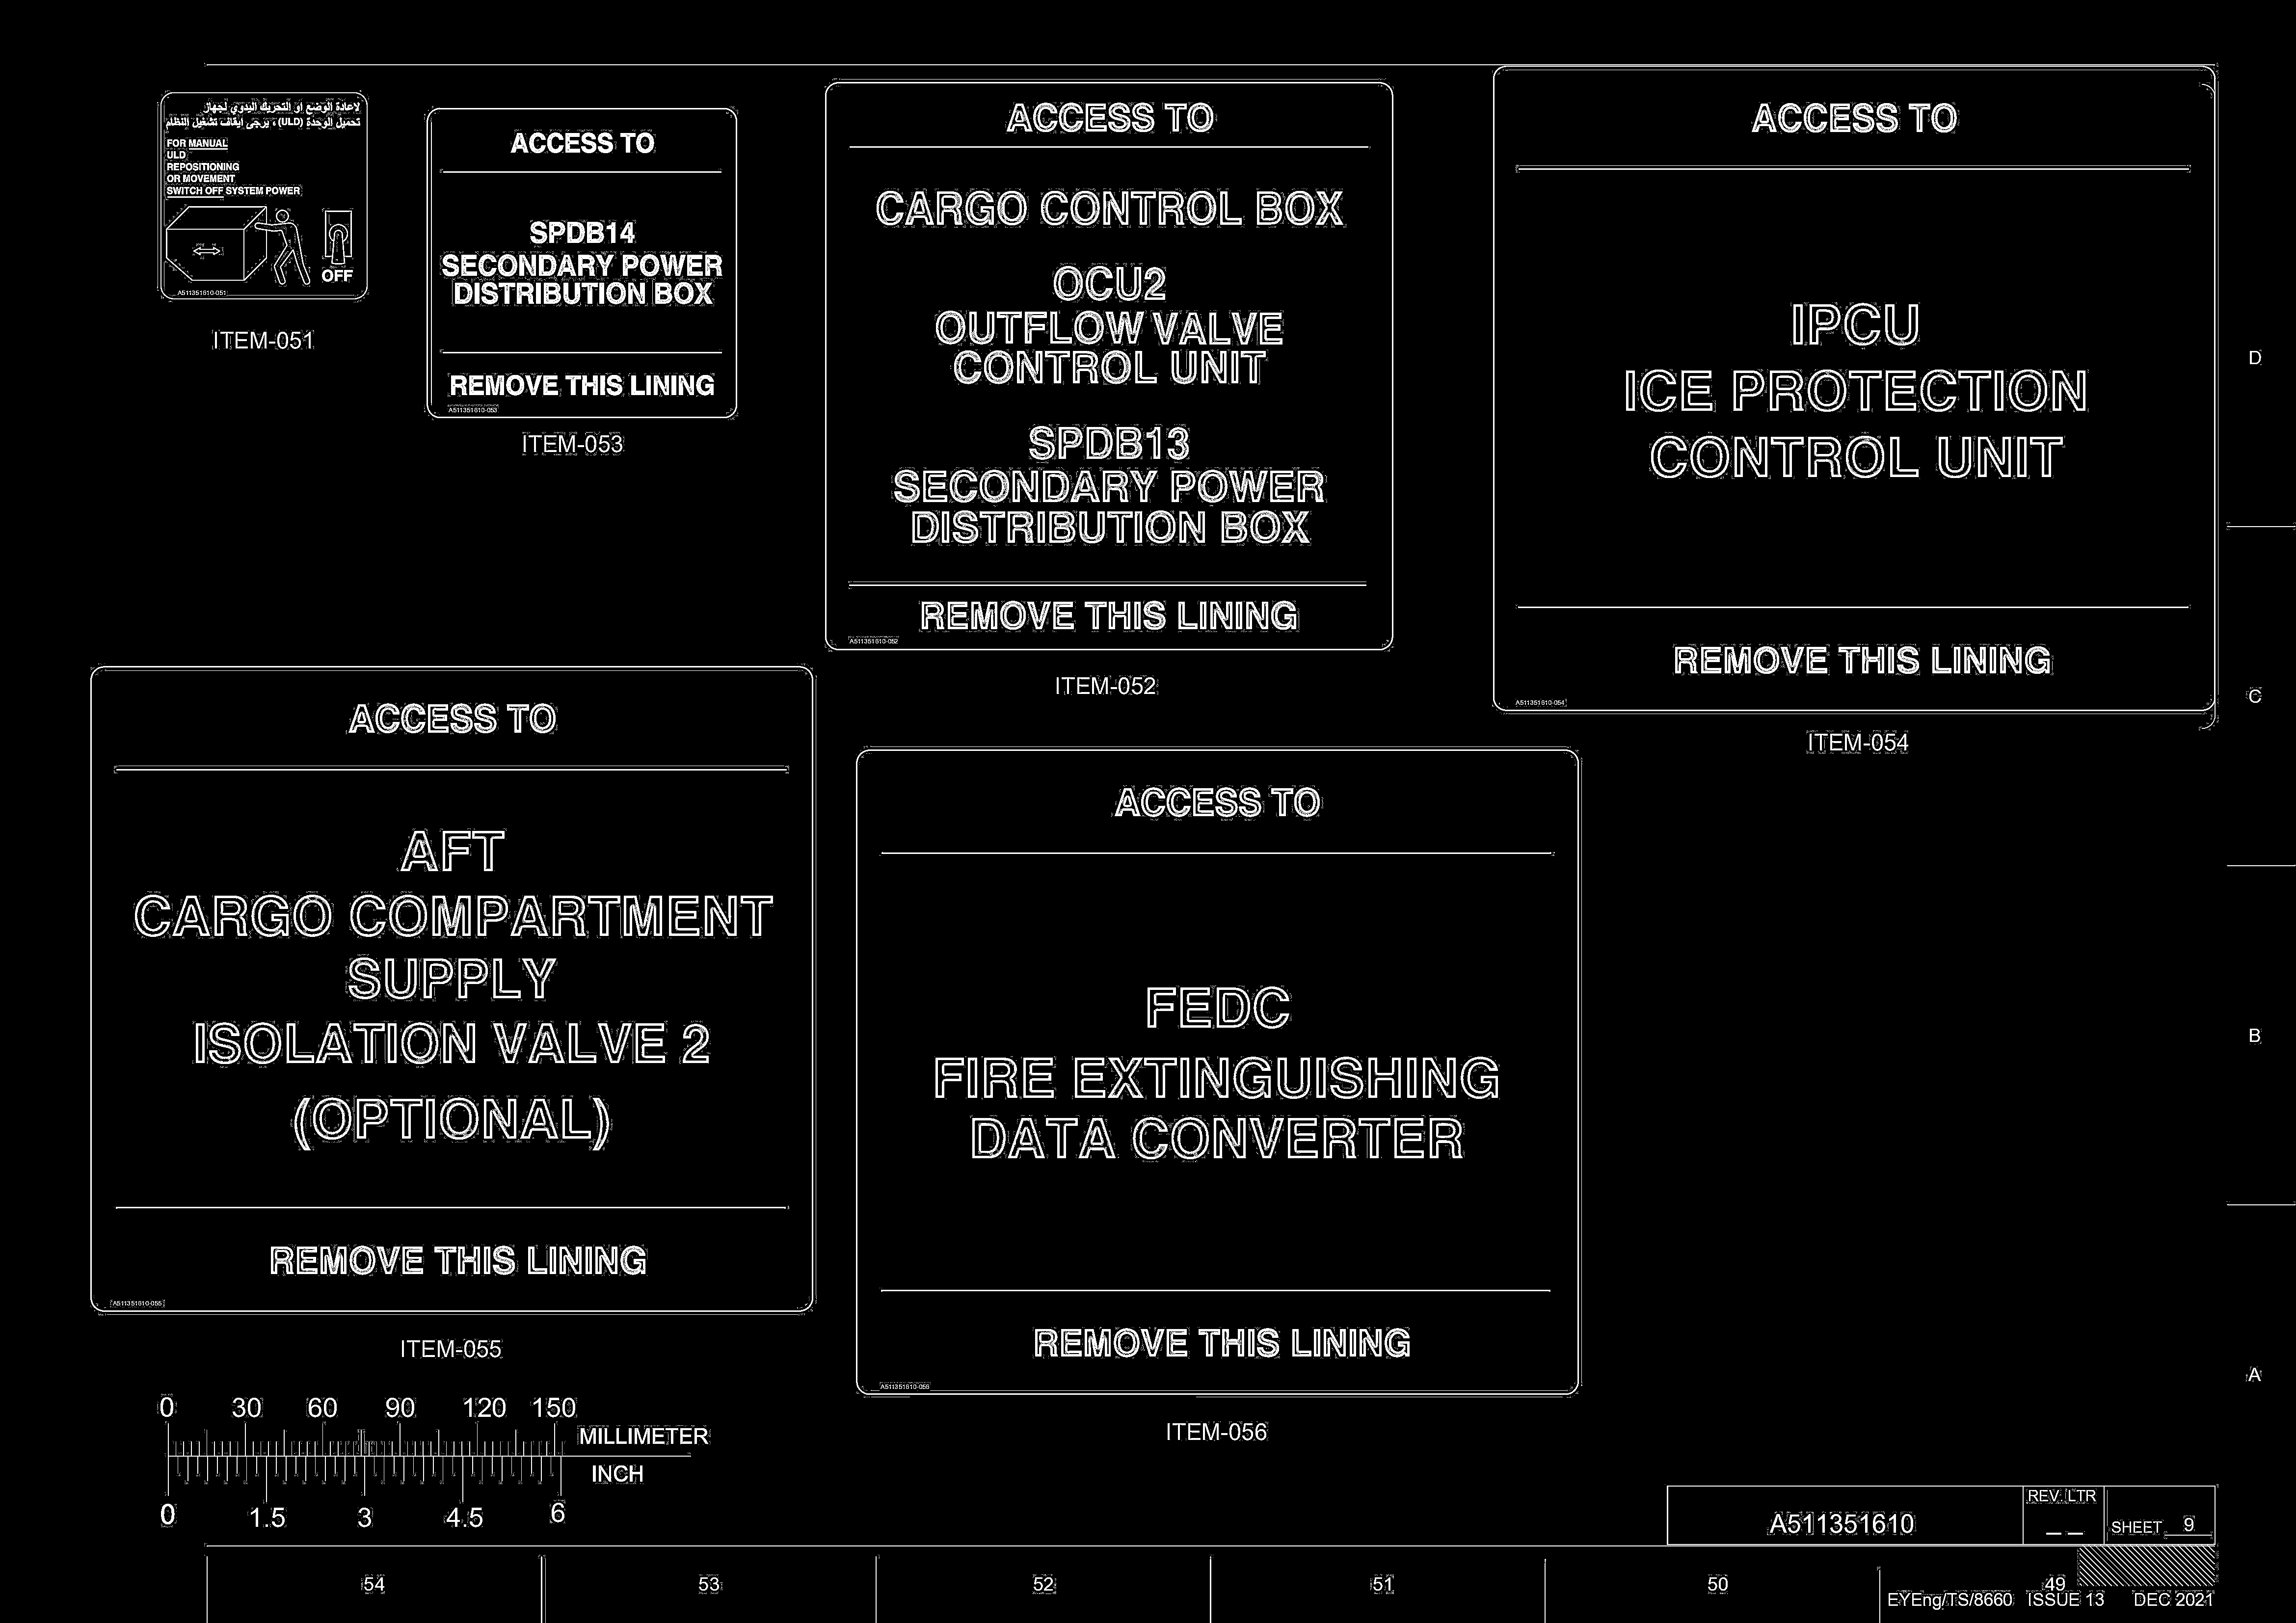 لاعادة الوضع او التحريك اليدوي لجهاز
تحميل الوحدة (ULD) ، يرجى ايقاف تشغيل النظام
FOR MANUAL
ULD
REPOSITIONING
OR MOVEMENT
SWITCH OFF SYSTEM POWER
OFF
A511351610-051
ITEM-051
ACCESS TO
SPDB14
SECONDARY POWER
DISTRIBUTION BOX
REMOVE THIS LINING
A511351610-053
ITEM-053
ACCESS TO
CARGO CONTROL BOX
OCU2
OUTFLOW VALVE
CONTROL UNIT
SPDB13
SECONDARY POWER
DISTRIBUTION BOX
REMOVE THIS LINING
A511351610-052
ITEM-052
ACCESS TO
IPCU
ICE PROTECTION
CONTROL UNIT
REMOVE THIS LINING
A511351610-054
ITEM-054
ACCESS TO
AFT
CARGO COMPARTMENT
SUPPLY
ISOLATION VALVE 2
(OPTIONAL)
REMOVE THIS LINING
A511351610-055
ITEM-055
ACCESS TO
FEDC
FIRE EXTINGUISHING
DATA CONVERTER
REMOVE THIS LINING
A511351610-056
ITEM-056
D
C
B
A
0 30 60 90 120 150
MILLIMETER
INCH
0 1.5 3 4.5 6
A511351610
REV. LTR
_ _
SHEET 9
54 53 52 51 50 49
EYEng/TS/8660 ISSUE 13 DEC 2021